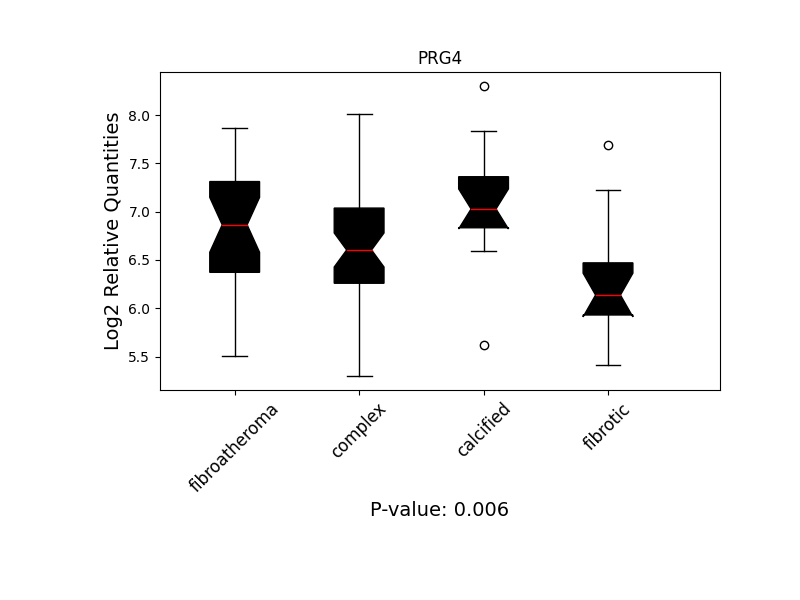 PRG4
Log2 Relative Quantities
8.0
7.5
7.0
6.5
6.0
5.5
fibroatheroma
complex
calcified
fibrotic
P-value: 0.006